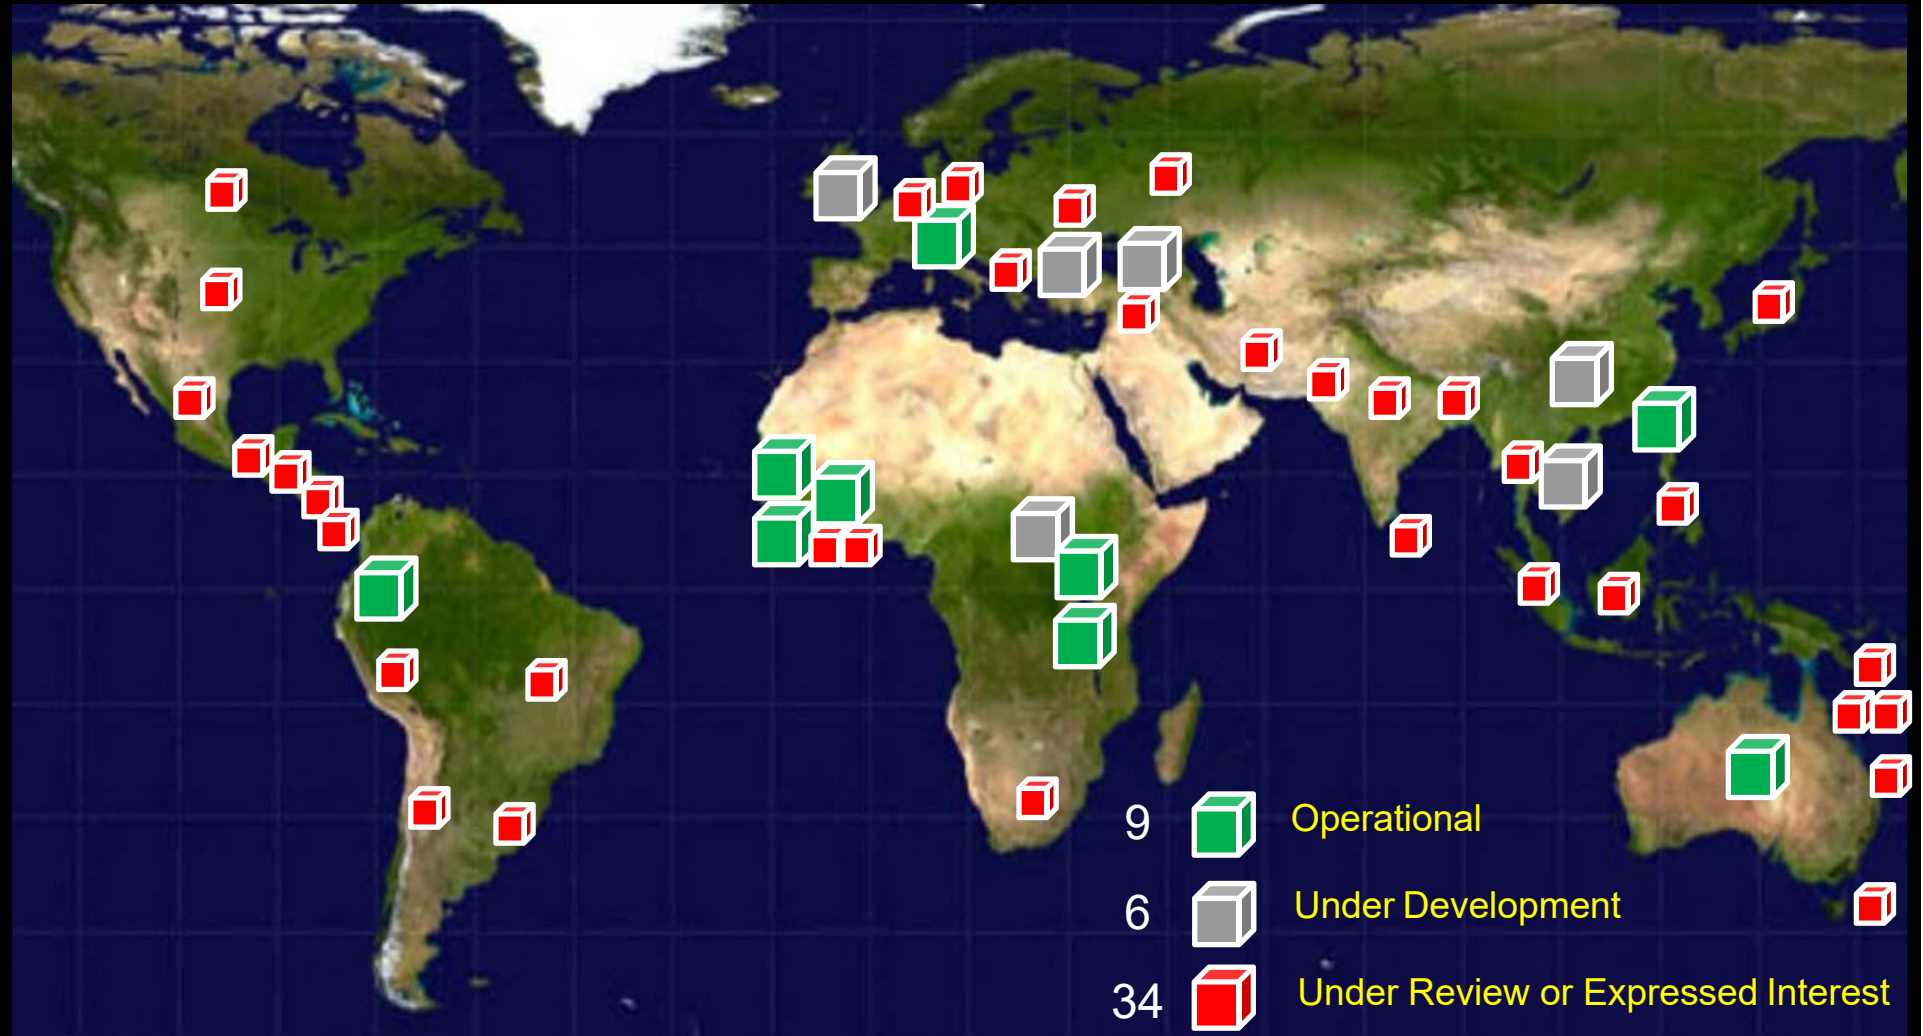 9 Operational
6 Under Development
34 Under Review or Expressed Interest